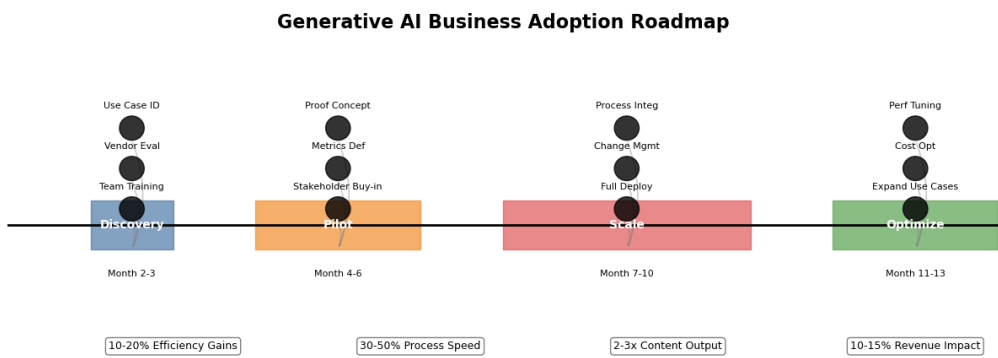 Generative AI Business Adoption Roadmap
Use Case ID
Proof Concept
Process Integ
Perf Tuning
Vendor Eval
Metrics Def
Change Mgmt
Cost Opt
Team Training
Stakeholder Buy-in
Full Deploy
Expand Use Cases
Discovery
Pilot
Scale
Optimize
Month 2-3
Month 4-6
Month 7-10
Month 11-13
10-20% Efficiency Gains
30-50% Process Speed
2-3x Content Output
10-15% Revenue Impact